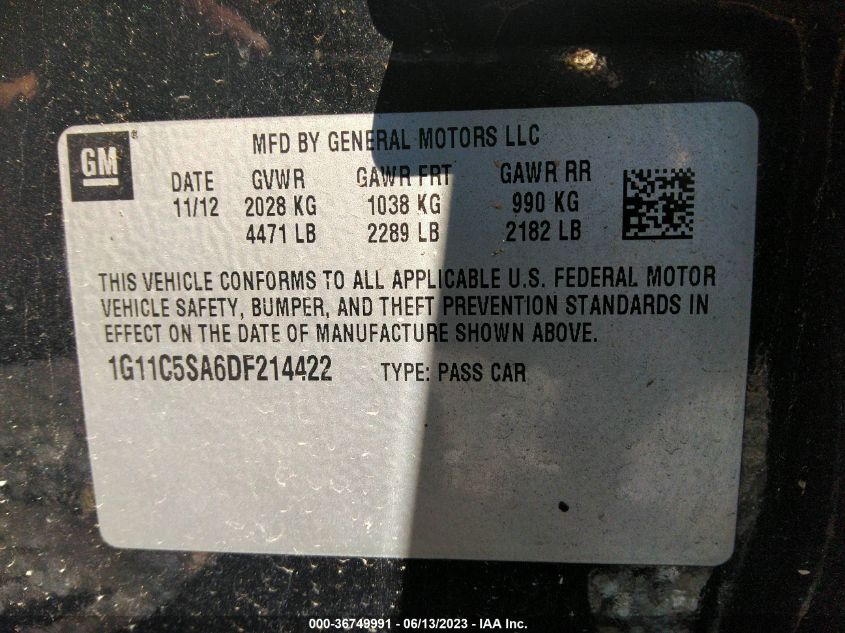 GM ® MFD BY GENERAL MOTORS LLC
DATE GVWR GAWR FRT GAWR RR
11/12 2028 KG 1038 KG 990 KG
4471 LB 2289 LB 2182 LB
THIS VEHICLE CONFORMS TO ALL APPLICABLE U.S. FEDERAL MOTOR
VEHICLE SAFETY, BUMPER, AND THEFT PREVENTION STANDARDS IN
EFFECT ON THE DATE OF MANUFACTURE SHOWN ABOVE.
1G11C5SA6DF214422 TYPE: PASS CAR
000-36749991 - 06/13/2023 - IAA Inc.